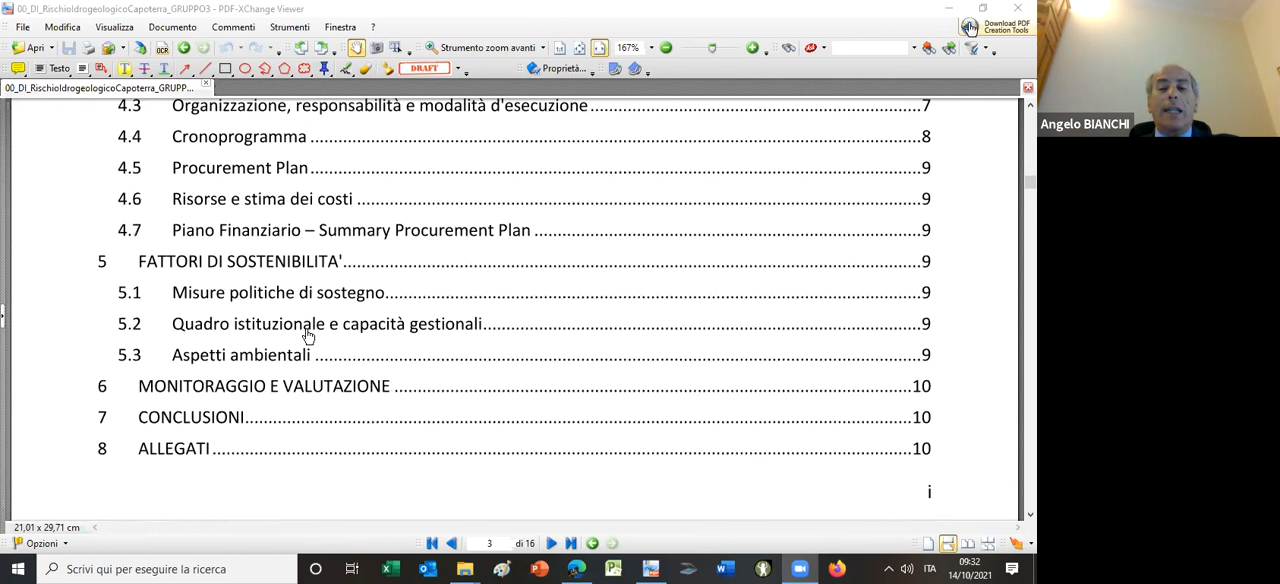 00_DI_RischioIdrogeologicoCapoterra_GRUPPO3 - PDF-XChange Viewer
File Modifica Visualizza Documento Commenti Strumenti Finestra ?
Download PDF
Creation Tools
Apri OCR Strumento zoom avanti 167%
Testo DRAFT Proprietà...
00_DI_RischioIdrogeologicoCapoterra_GRUPP...
4.3 Organizzazione, responsabilità e modalità d'esecuzione 7
4.4 Cronoprogramma 8
4.5 Procurement Plan 9
4.6 Risorse e stima dei costi 9
4.7 Piano Finanziario – Summary Procurement Plan 9
5 FATTORI DI SOSTENIBILITA' 9
5.1 Misure politiche di sostegno 9
5.2 Quadro istituzionale e capacità gestionali 9
5.3 Aspetti ambientali 9
6 MONITORAGGIO E VALUTAZIONE 10
7 CONCLUSIONI 10
8 ALLEGATI 10
i
21,01 x 29,71 cm
Opzioni 3 di 16
Scrivi qui per eseguire la ricerca
ITA
09:32
14/10/2021
Angelo BIANCHI